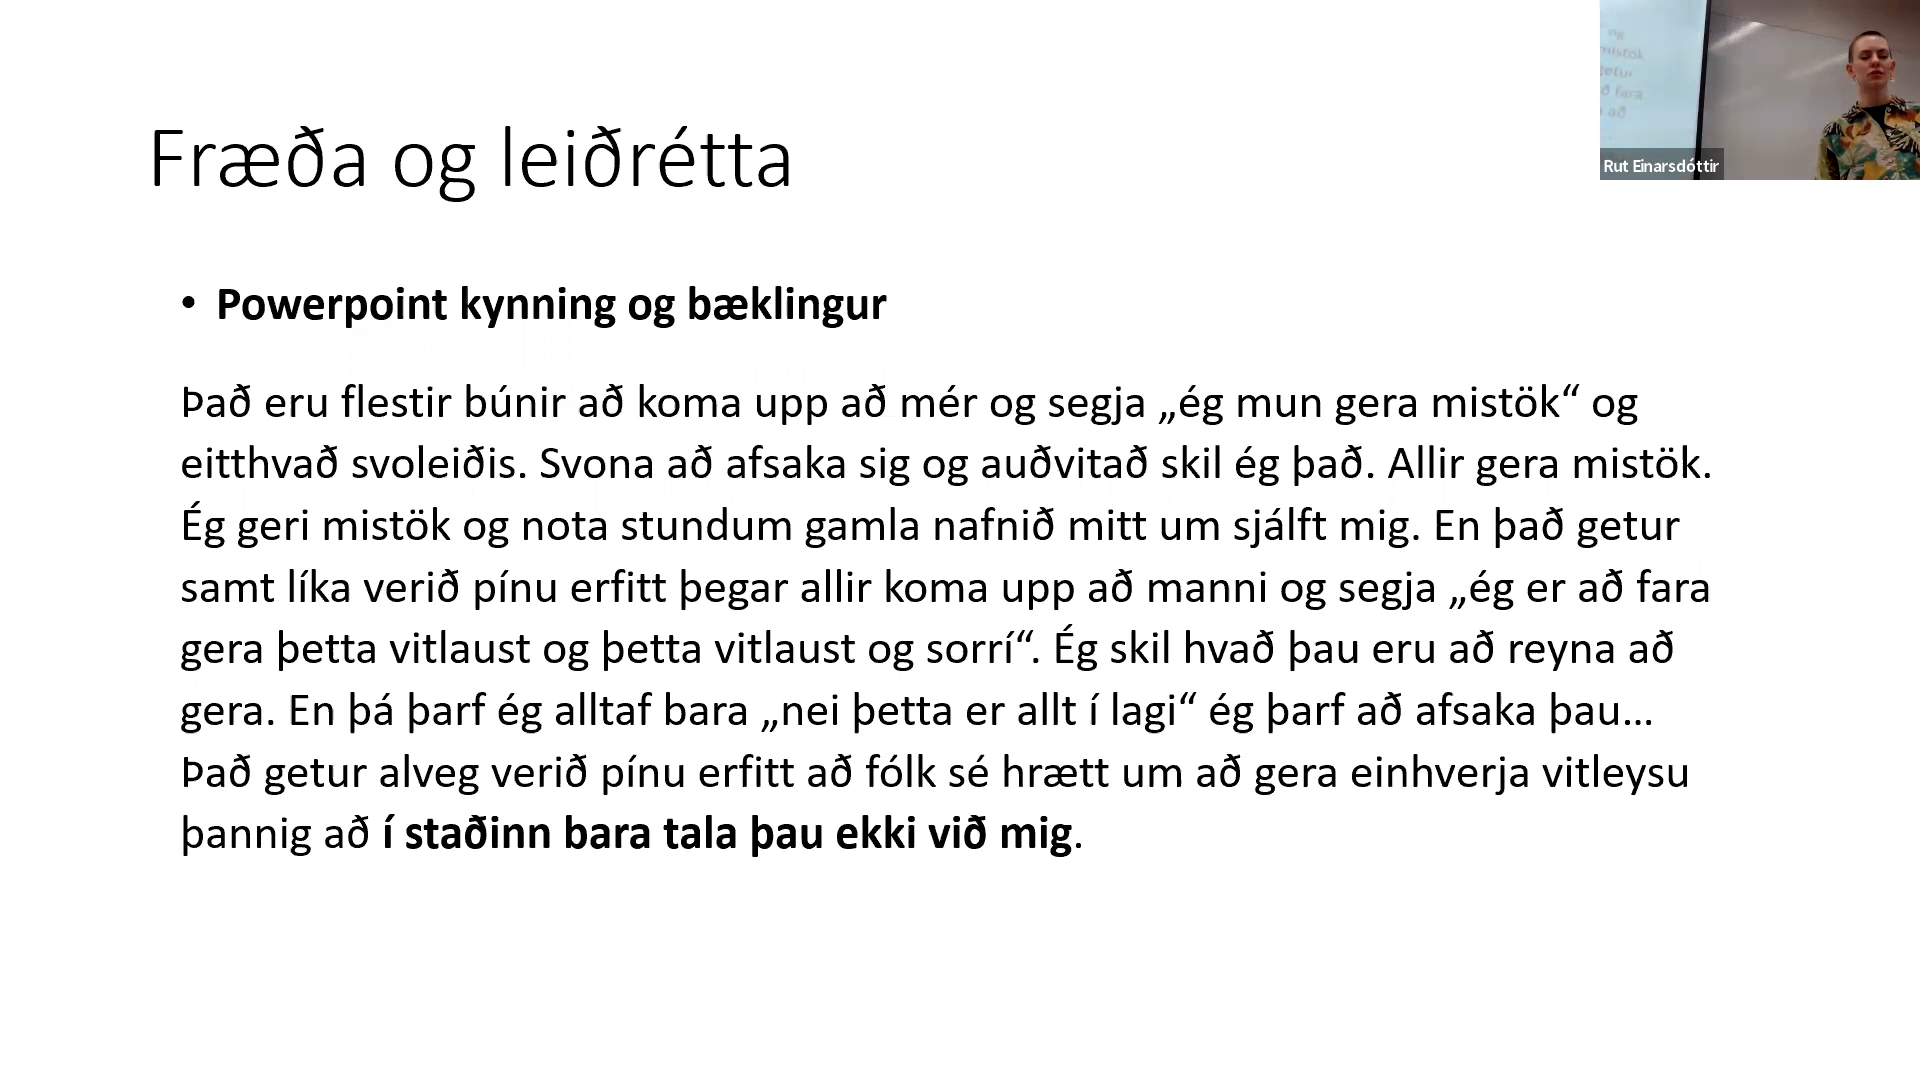 Fræða og leiðrétta
• Powerpoint kynning og bæklingur
Það eru flestir búnir að koma upp að mér og segja „ég mun gera mistök“ og
eitthvað svoleiðis. Svona að afsaka sig og auðvitað skil ég það. Allir gera mistök.
Ég geri mistök og nota stundum gamla nafnið mitt um sjálft mig. En það getur
samt líka verið pínu erfitt þegar allir koma upp að manni og segja „ég er að fara
gera þetta vitlaust og þetta vitlaust og sorrí“. Ég skil hvað þau eru að reyna að
gera. En þá þarf ég alltaf bara „nei þetta er allt í lagi“ ég þarf að afsaka þau…
Það getur alveg verið pínu erfitt að fólk sé hrætt um að gera einhverja vitleysu
þannig að í staðinn bara tala þau ekki við mig.
og
mistök
getur
ð fara
að
Rut Einarsdóttir